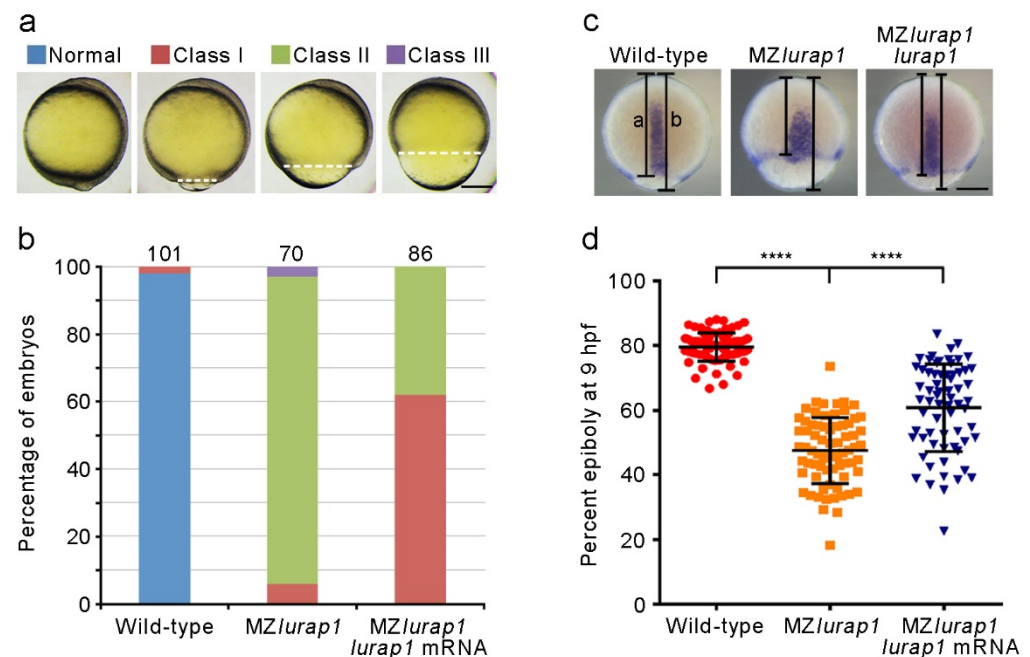 a
Normal Class I Class II Class III
b
101 70 86
Percentage of embryos
100
80
60
40
20
0
Wild-type MZlurap1 MZlurap1
lurap1 mRNA
c
Wild-type MZlurap1 MZlurap1
lurap1
a b
d
**** ****
Percent epiboly at 9 hpf
100
80
60
40
20
0
Wild-type MZlurap1 MZlurap1
lurap1 mRNA